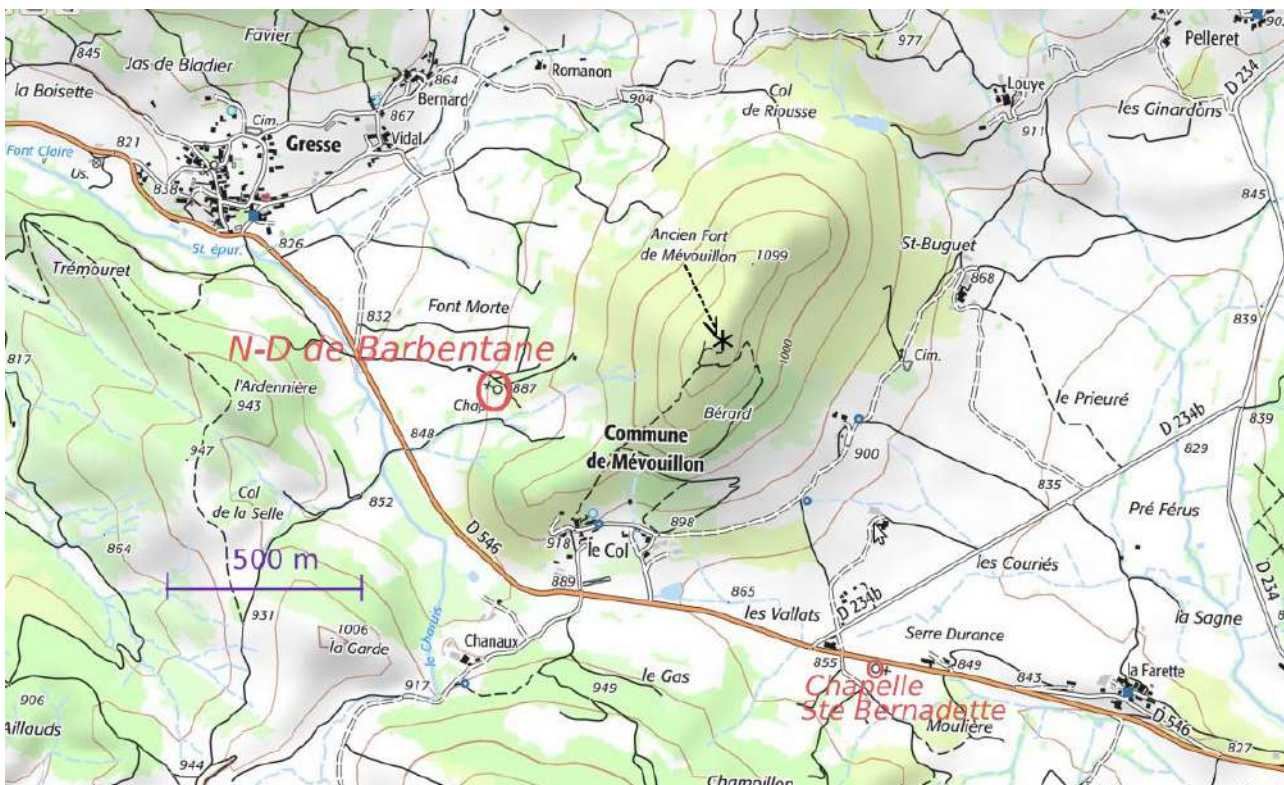 Favier
845
Jas de Bladier
la Boisette
864
Bernard
Romanon
904
977
Col
de Riousse
Louye
911
Pelleret
D 234
les Ginardons
Cim.
867
Vidal
Gresse
821
Font Claire
Us.
838
826
St. épur.
845
Trémouret
Ancien Fort
de Mévouillon
1099
St-Buguet
868
Font Morte
832
839
817
N-D de Barbentane
1000
Cim.
l'Ardennière
943
887
Chap.
Bérard
le Prieuré
D 234b
839
829
848
Commune
de Mévouillon
900
947
Col
de la Selle
852
835
Pré Férus
864
D 546
918
le Col
898
500 m
889
865
les Couriés
D 234
931
les Vallats
D 234b
la Sagne
1006
la Garde
le Chaluis
Chanaux
Serre Durance
855
849
la Farette
917
949
le Gas
843
906
Aillauds
Chapelle
Ste Bernadette
Moulière
D 546
827
944
Champillon